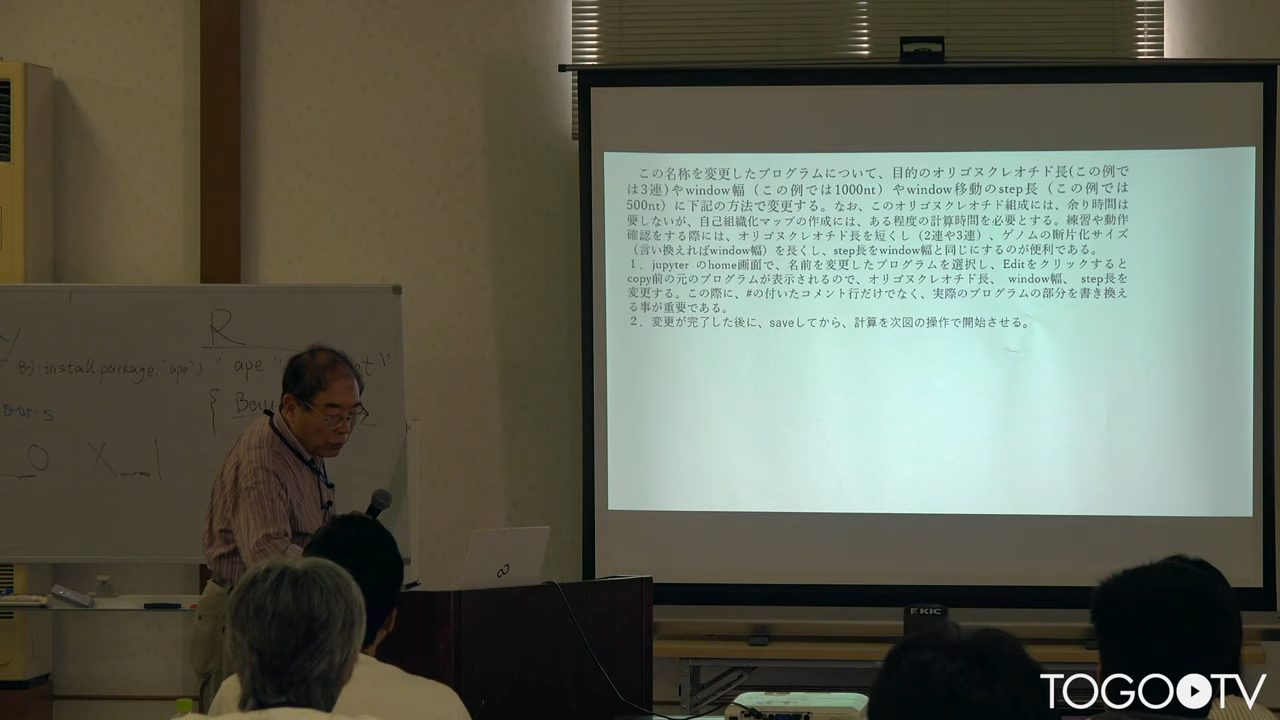 この名称を変更したプログラムについて、目的のオリゴヌクレオチド長(この例で
は3連)やwindow幅（この例では1000nt）やwindow移動のstep長（この例では
500nt）に下記の方法で変更する。なお、このオリゴヌクレオチド組成には、余り時間は
要しないが、自己組織化マップの作成には、ある程度の計算時間を必要とする。練習や動作
確認をする際には、オリゴヌクレオチド長を短くし（2連や3連）、ゲノムの断片化サイズ
（言い換えればwindow幅）を長くし、step長をwindow幅と同じにするのが便利である。
１．jupyter のhome画面で、名前を変更したプログラムを選択し、Editをクリックすると
copy前の元のプログラムが表示されるので、オリゴヌクレオチド長、 window幅、 step長を
変更する。この際に、#の付いたコメント行だけでなく、実際のプログラムの部分を書き換え
る事が重要である。
２．変更が完了した後に、saveしてから、計算を次図の操作で開始させる。
R
例) install.package("ape") " ape "
{ Bay
ows
0 X_1
KIC
TOGOTV